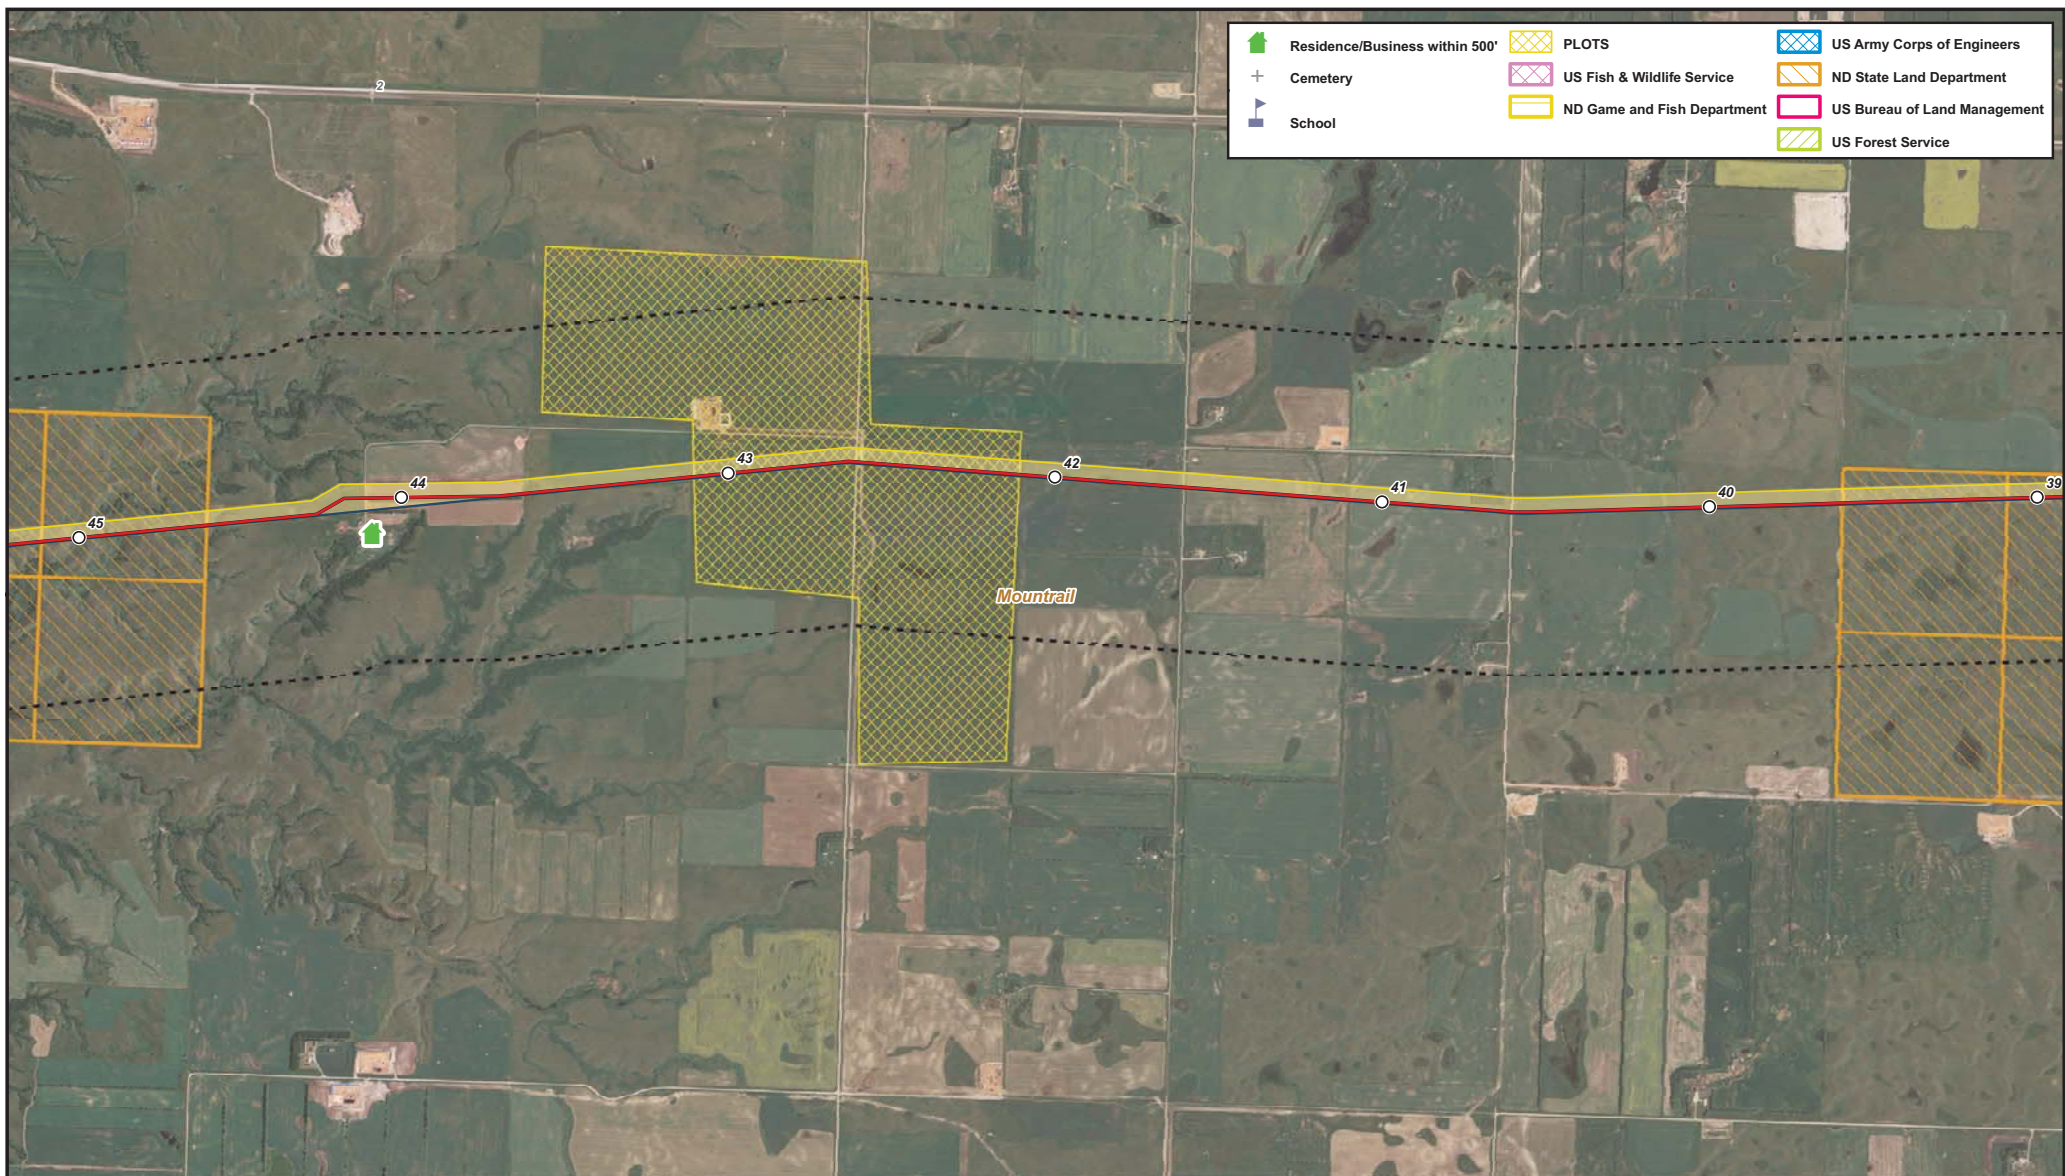 Residence/Business within 500'
Cemetery
School
PLOTS
US Fish & Wildlife Service
ND Game and Fish Department
US Army Corps of Engineers
ND State Land Department
US Bureau of Land Management
US Forest Service
2
45
44
43
42
41
40
39
Mountrail